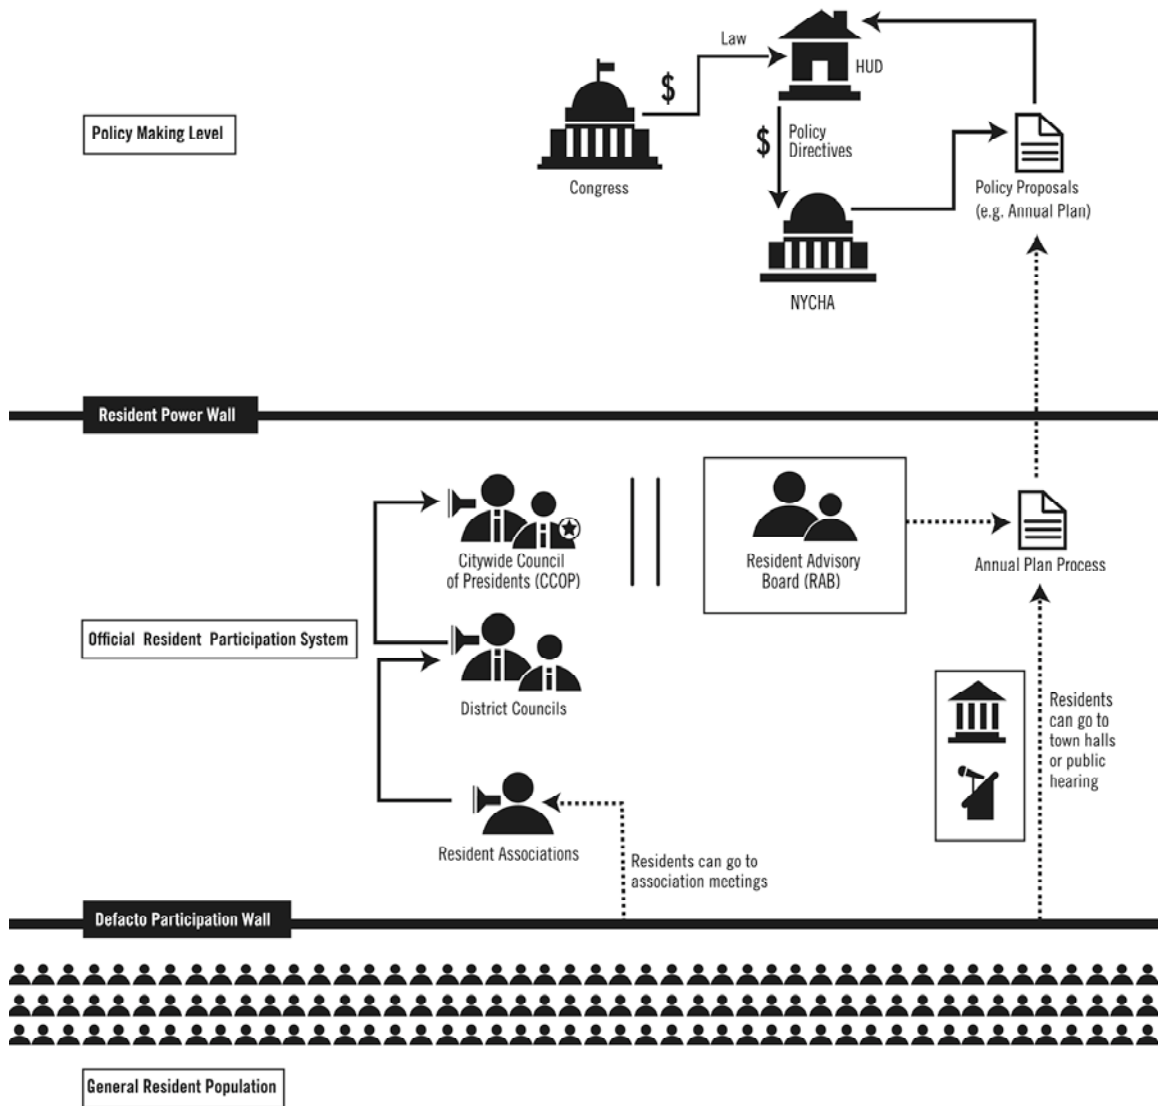 Law
HUD
$
Policy Making Level
$
Policy
Directives
Congress
Policy Proposals
(e.g. Annual Plan)
NYCHA
Resident Power Wall
Citywide Council
of Presidents (CCOP)
Resident Advisory
Board (RAB)
Annual Plan Process
Official Resident Participation System
District Councils
Residents
can go to
town halls
or public
hearing
Resident Associations
Residents can go to
association meetings
Defacto Participation Wall
General Resident Population